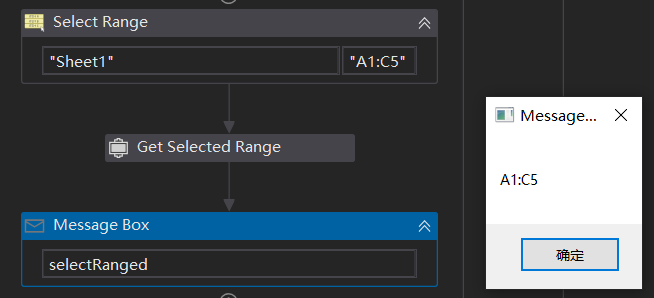 Select Range
"Sheet1"
"A1:C5"
Get Selected Range
Message Box
selectRanged
Message...
A1:C5
确定